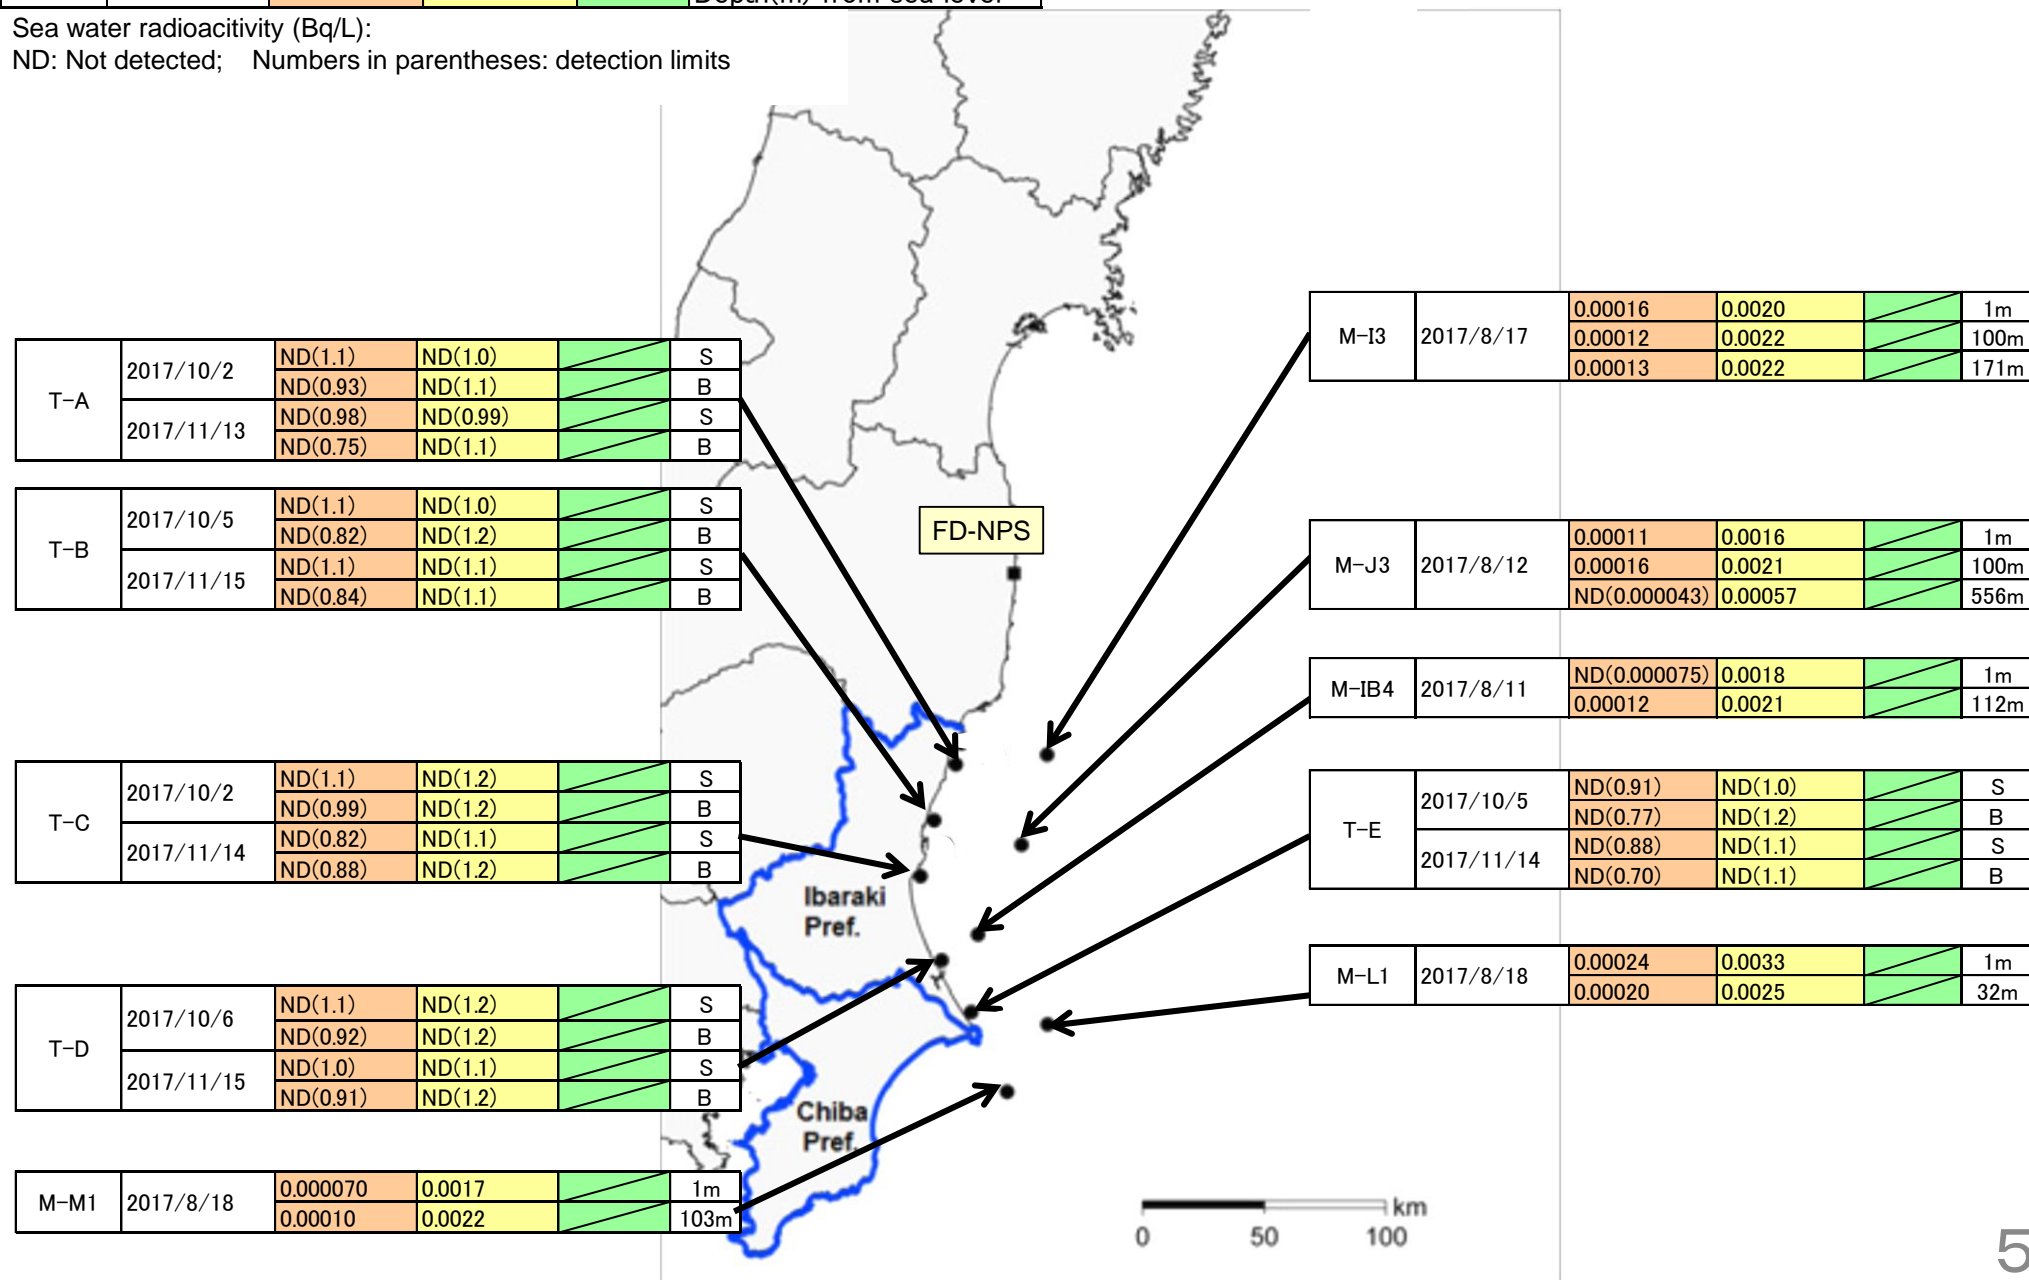 Depth(m) from sea level
Sea water radioacitivity (Bq/L):
ND: Not detected; Numbers in parentheses: detection limits
T-A
2017/10/2 ND(1.1) ND(1.0) S
ND(0.93) ND(1.1) B
2017/11/13 ND(0.98) ND(0.99) S
ND(0.75) ND(1.1) B
T-B
2017/10/5 ND(1.1) ND(1.0) S
ND(0.82) ND(1.2) B
2017/11/15 ND(1.1) ND(1.1) S
ND(0.84) ND(1.1) B
T-C
2017/10/2 ND(1.1) ND(1.2) S
ND(0.99) ND(1.2) B
2017/11/14 ND(0.82) ND(1.1) S
ND(0.88) ND(1.2) B
T-D
2017/10/6 ND(1.1) ND(1.2) S
ND(0.92) ND(1.2) B
2017/11/15 ND(1.0) ND(1.1) S
ND(0.91) ND(1.2) B
M-M1 2017/8/18 0.000070 0.0017 1m
0.00010 0.0022 103m
FD-NPS
Ibaraki
Pref.
Chiba
Pref.
M-I3 2017/8/17
0.00016 0.0020 1m
0.00012 0.0022 100m
0.00013 0.0022 171m
M-J3 2017/8/12
0.00011 0.0016 1m
0.00016 0.0021 100m
ND(0.000043) 0.00057 556m
M-IB4 2017/8/11
ND(0.000075) 0.0018 1m
0.00012 0.0021 112m
T-E
2017/10/5 ND(0.91) ND(1.0) S
ND(0.77) ND(1.2) B
2017/11/14 ND(0.88) ND(1.1) S
ND(0.70) ND(1.1) B
M-L1 2017/8/18
0.00024 0.0033 1m
0.00020 0.0025 32m
km
0 50 100
5